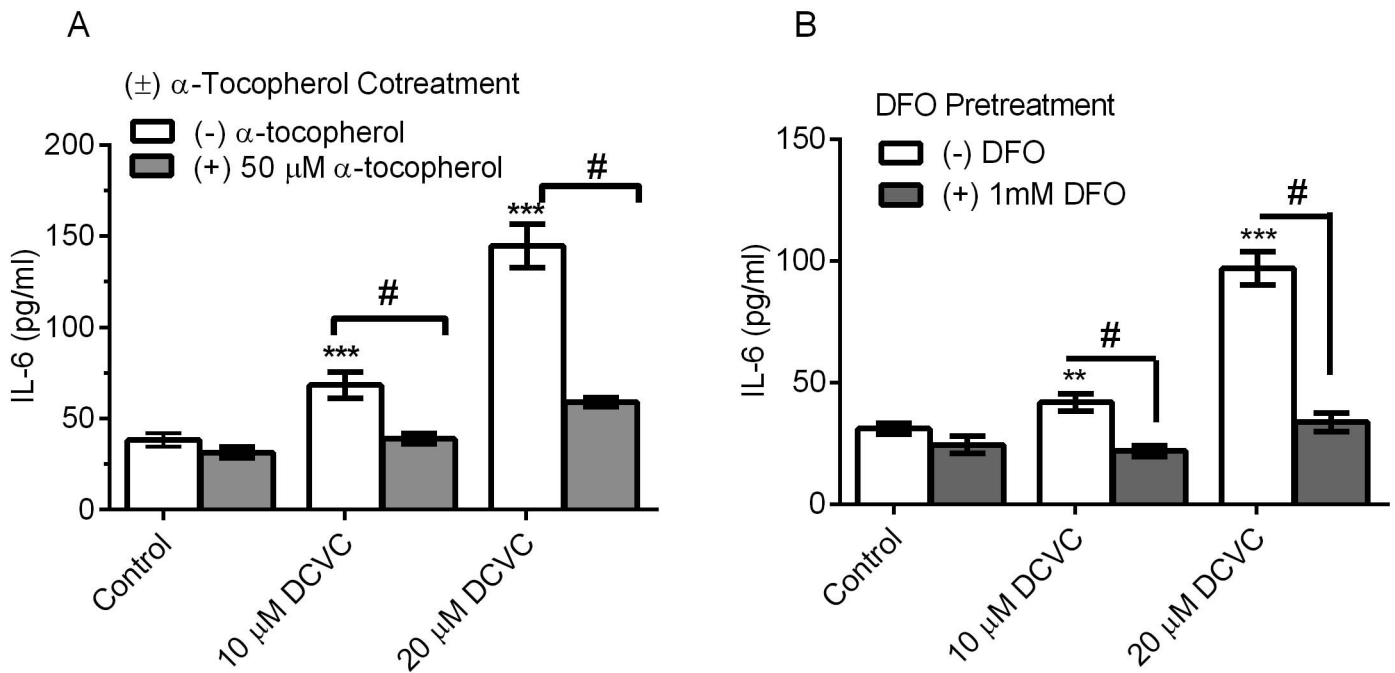 A
(±) α-Tocopherol Cotreatment
(-) α-tocopherol
(+) 50 μM α-tocopherol
IL-6 (pg/ml)
200
150
100
50
0
***
#
***
#
Control
10 μM DCVC
20 μM DCVC
B
DFO Pretreatment
(-) DFO
(+) 1mM DFO
IL-6 (pg/ml)
150
100
50
0
**
#
***
#
Control
10 μM DCVC
20 μM DCVC